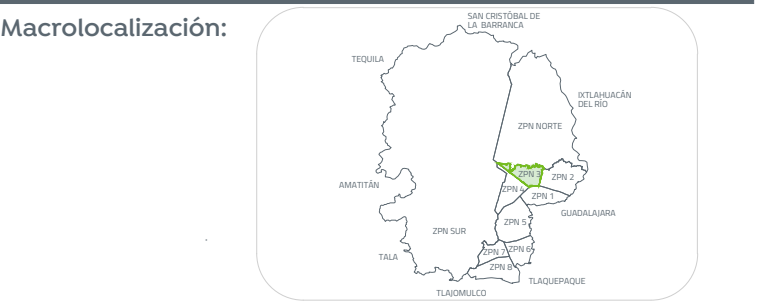 Macrolocalización:
SAN CRISTÓBAL DE
LA BARRANCA
TEQUILA
IXTLAHUACÁN
DEL RÍO
ZPN NORTE
ZPN 3
ZPN 2
AMATITÁN
ZPN 4
ZPN 1
GUADALAJARA
ZPN 5
ZPN SUR
ZPN 7
ZPN 6
TALA
ZPN 8
TLAQUEPAQUE
TLAJOMULCO